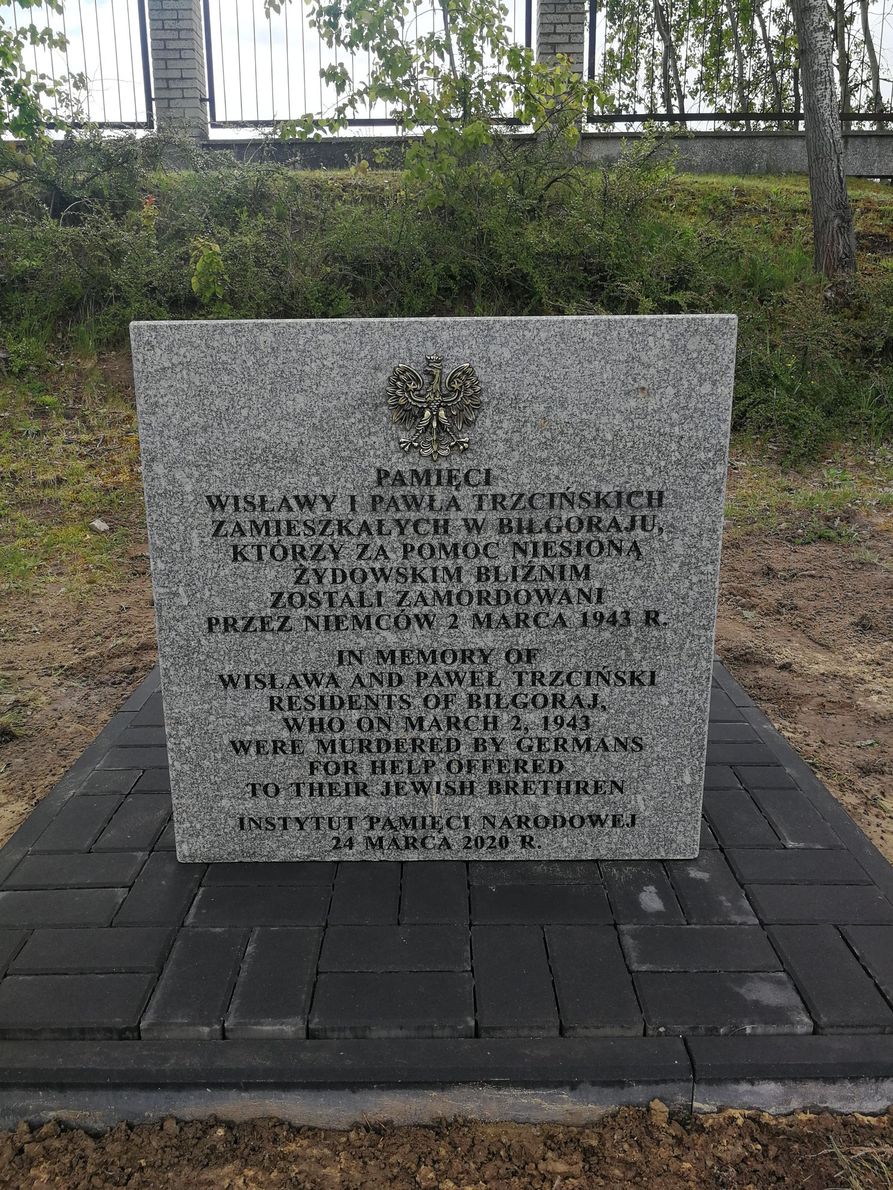 PAMIĘCI
WISŁAWY I PAWŁA TRZCIŃSKICH
ZAMIESZKAŁYCH W BIŁGORAJU,
KTÓRZY ZA POMOC NIESIONĄ
ŻYDOWSKIM BLIŹNIM
ZOSTALI ZAMORDOWANI
PRZEZ NIEMCÓW 2 MARCA 1943 R.
IN MEMORY OF
WISŁAWA AND PAWEŁ TRZCIŃSKI
RESIDENTS OF BIŁGORAJ,
WHO ON MARCH 2, 1943
WERE MURDERED BY GERMANS
FOR HELP OFFERED
TO THEIR JEWISH BRETHREN
INSTYTUT PAMIĘCI NARODOWEJ
24 MARCA 2020 R.